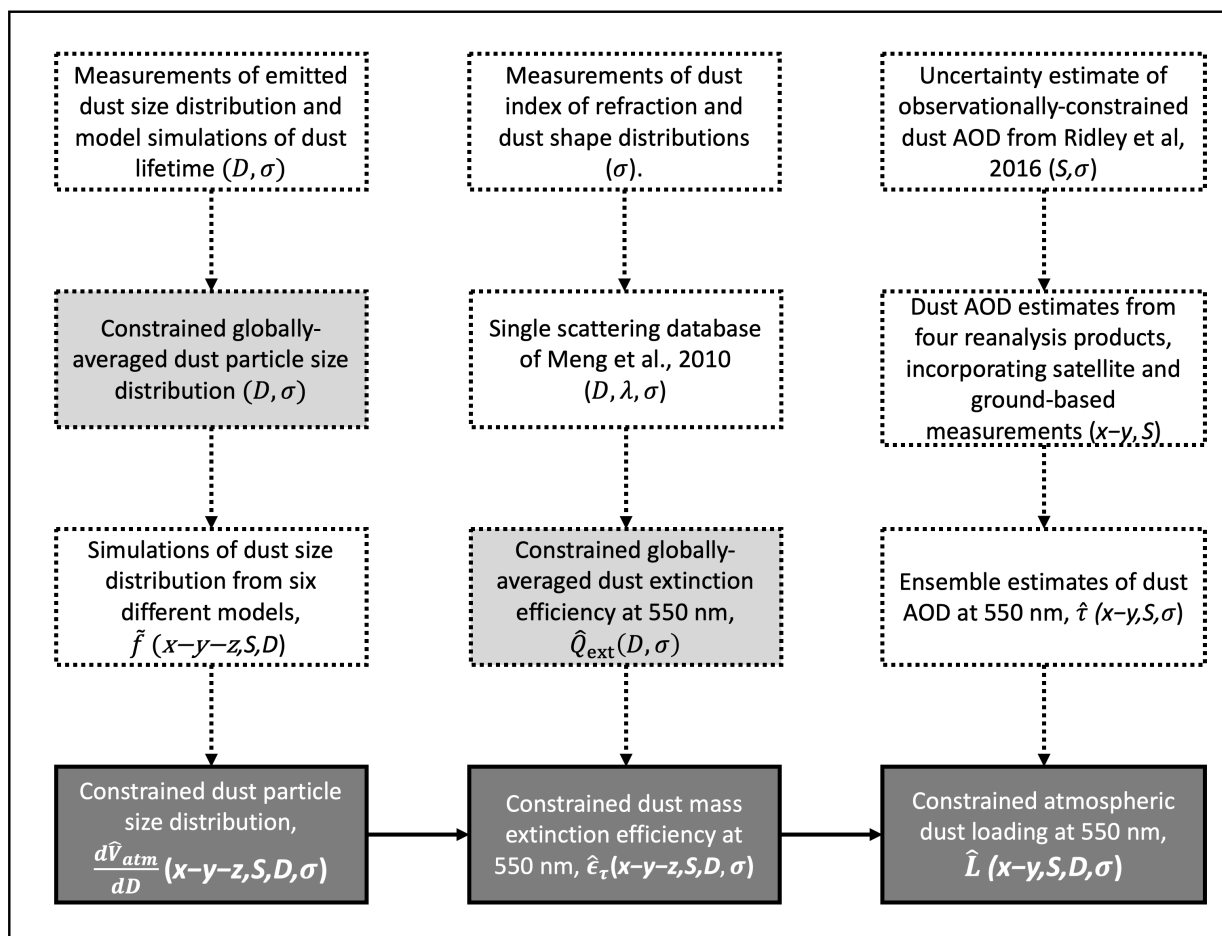 Measurements of emitted
dust size distribution and
model simulations of dust
lifetime (D, σ)
Constrained globally-
averaged dust particle size
distribution (D, σ)
Simulations of dust size
distribution from six
different models,
f̃ (x−y−z,S,D)
Constrained dust particle
size distribution,
dV̂atm/dD (x−y−z,S,D,σ)
Measurements of dust
index of refraction and
dust shape distributions
(σ).
Single scattering database
of Meng et al., 2010
(D, λ, σ)
Constrained globally-
averaged dust extinction
efficiency at 550 nm,
Q̂ext(D, σ)
Constrained dust mass
extinction efficiency at
550 nm, ϵ̂τ(x−y−z,S,D, σ)
Uncertainty estimate of
observationally-constrained
dust AOD from Ridley et al,
2016 (S,σ)
Dust AOD estimates from
four reanalysis products,
incorporating satellite and
ground-based
measurements (x−y, S)
Ensemble estimates of dust
AOD at 550 nm, τ̂ (x−y,S,σ)
Constrained atmospheric
dust loading at 550 nm,
L̂ (x−y,S,D,σ)